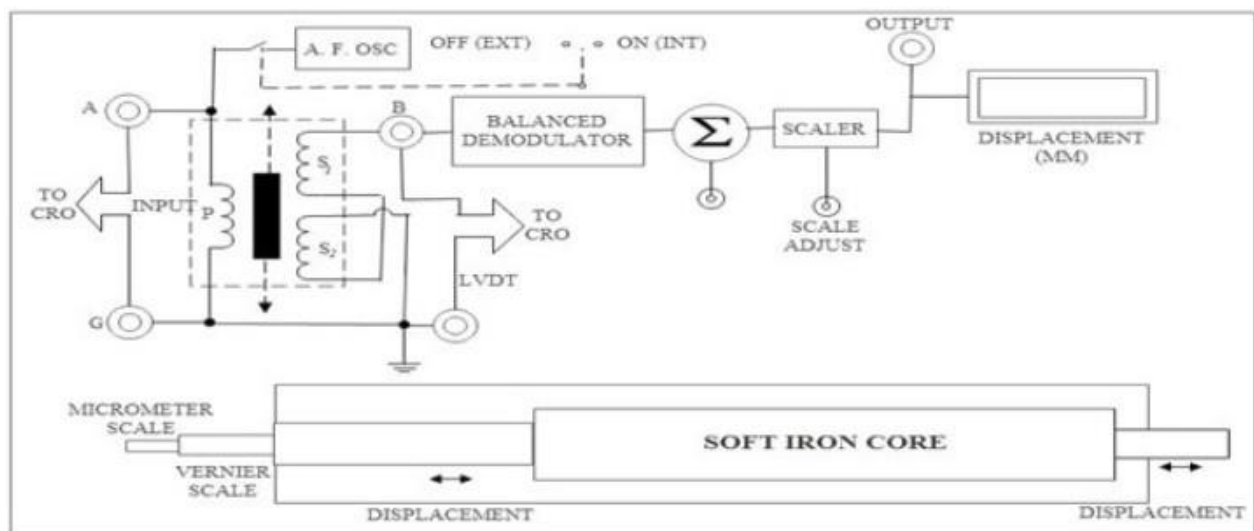 OUTPUT
A. F. OSC
OFF (EXT)
ON (INT)
A
B
BALANCED
DEMODULATOR
Σ
SCALER
DISPLACEMENT
(MM)
TO
CRO
INPUT
P
S1
S2
TO
CRO
SCALE
ADJUST
LVDT
G
MICROMETER
SCALE
VERNIER
SCALE
SOFT IRON CORE
DISPLACEMENT
DISPLACEMENT